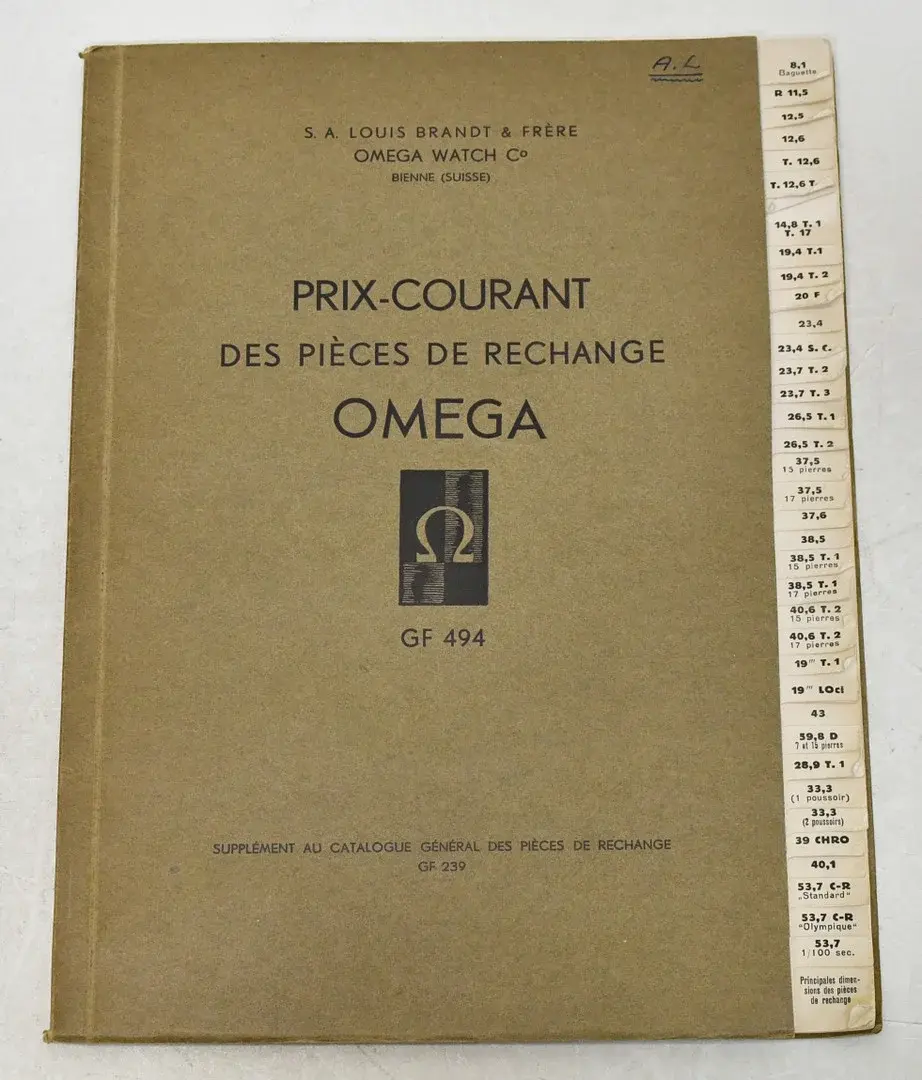 A. L
S. A. LOUIS BRANDT & FRÈRE
OMEGA WATCH Cº
BIENNE (SUISSE)
PRIX-COURANT
DES PIÈCES DE RECHANGE
OMEGA
Ω
GF 494
SUPPLÉMENT AU CATALOGUE GÉNÉRAL DES PIÈCES DE RECHANGE
GF 239
8,1
Baguette
R 11,5
12,5
12,6
T. 12,6
T. 12,6 T
14,8 T. 1
T. 17
19,4 T.1
19,4 T. 2
20 F
23,4
23,4 S. C.
23,7 T. 2
23,7 T. 3
26,5 T. 1
26,5 T. 2
37,5
15 pierres
37,5
17 pierres
37,6
38,5
38,5 T. 1
15 pierres
38,5 T. 1
17 pierres
40,6 T. 2
15 pierres
40,6 T. 2
17 pierres
19''' T. 1
19''' LOcl
43
59,8 D
7 et 15 pierres
28,9 T. 1
33,3
(1 poussoir)
33,3
(2 poussoirs)
39 CHRO
40,1
53,7 C-R
„Standard"
53,7 C-R
"Olympique"
53,7
1/100 sec.
Principales dimen-
sions des pièces
de rechange